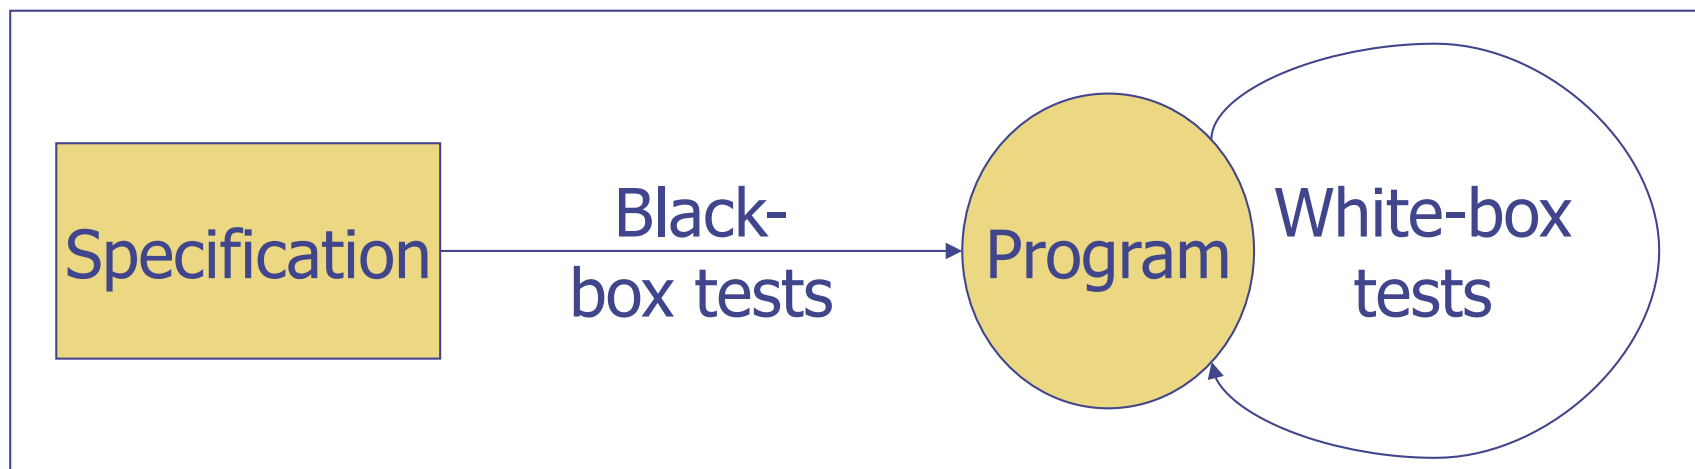 Specification
Black-
box tests
Program
White-box
tests